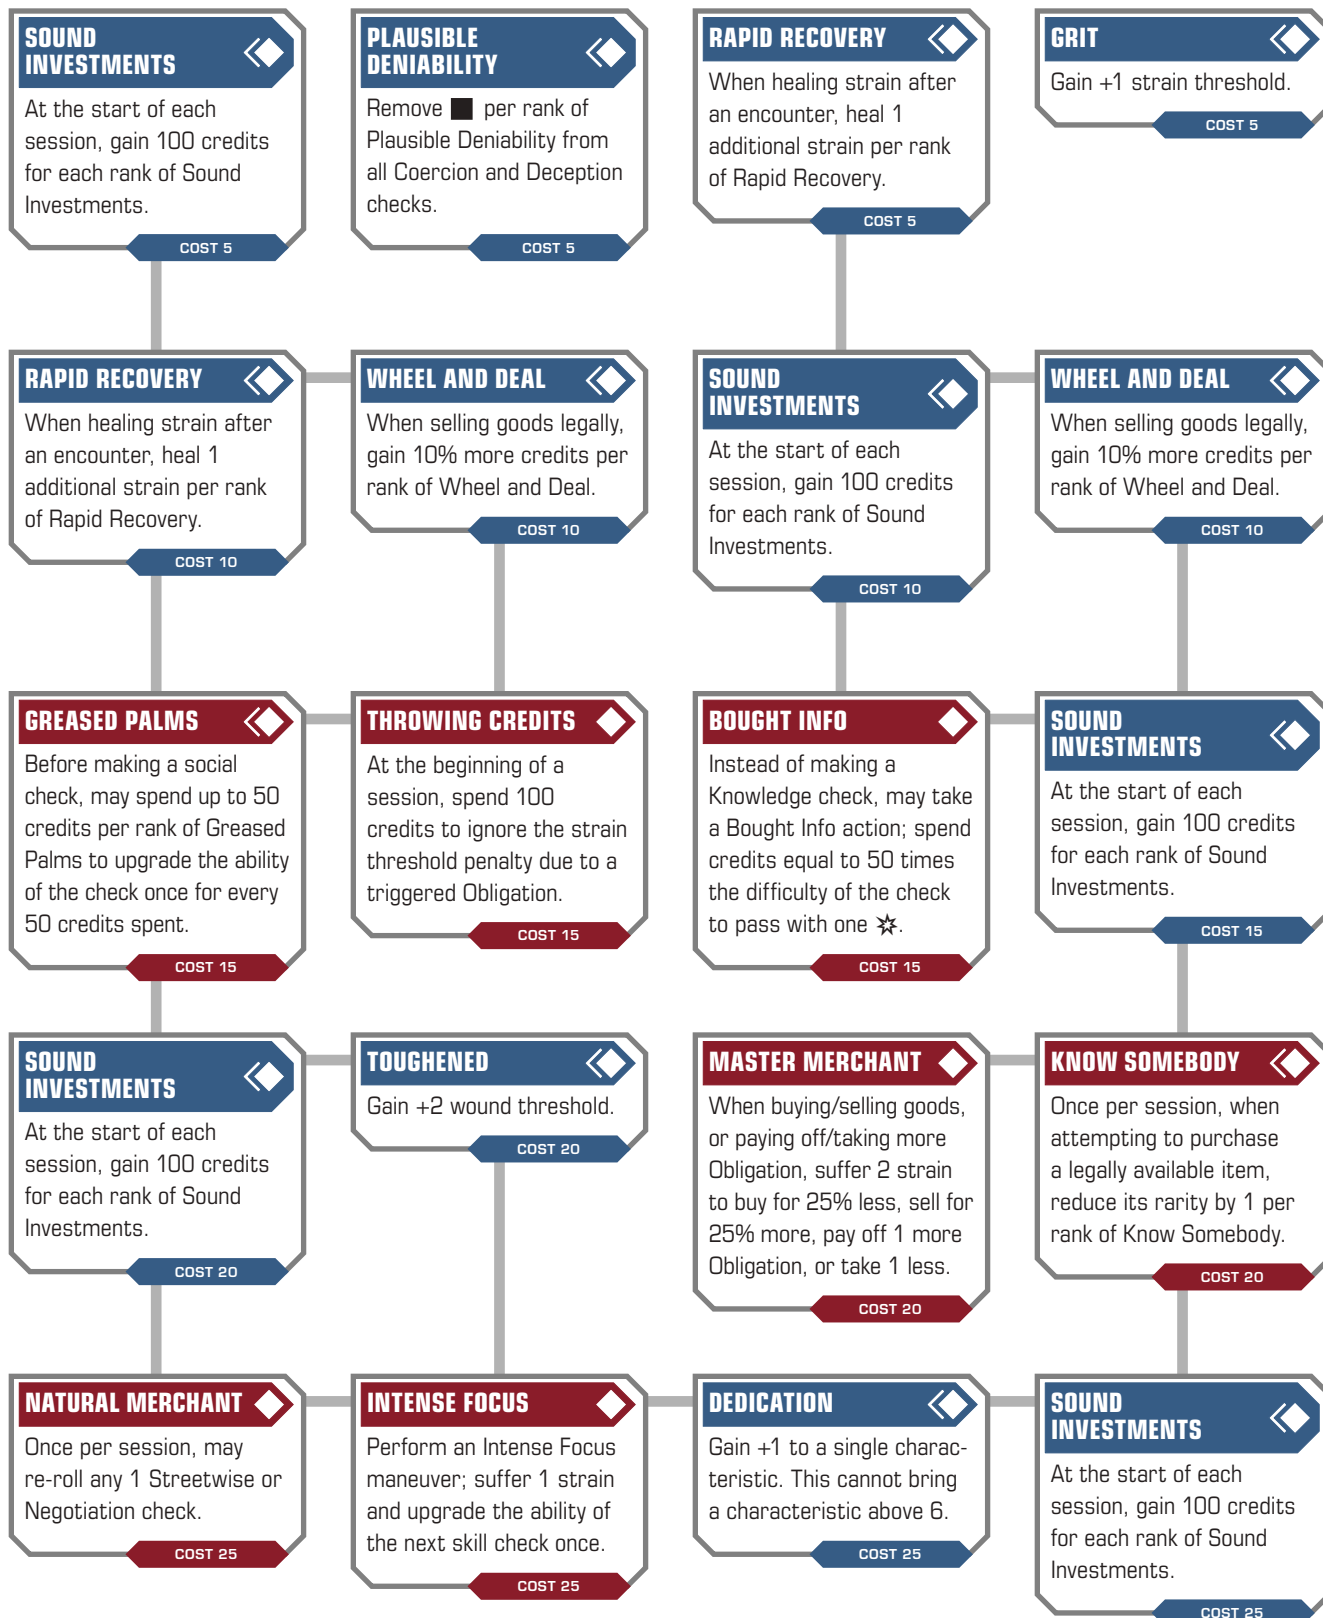 SOUND
INVESTMENTS
At the start of each
session, gain 100 credits
for each rank of Sound
Investments.
COST 5
PLAUSIBLE
DENIABILITY
Remove per rank of
Plausible Deniability from
all Coercion and Deception
checks.
COST 5
RAPID RECOVERY
When healing strain after
an encounter, heal 1
additional strain per rank
of Rapid Recovery.
COST 5
GRIT
Gain +1 strain threshold.
COST 5
RAPID RECOVERY
When healing strain after
an encounter, heal 1
additional strain per rank
of Rapid Recovery.
COST 10
WHEEL AND DEAL
When selling goods legally,
gain 10% more credits per
rank of Wheel and Deal.
COST 10
SOUND
INVESTMENTS
At the start of each
session, gain 100 credits
for each rank of Sound
Investments.
COST 10
WHEEL AND DEAL
When selling goods legally,
gain 10% more credits per
rank of Wheel and Deal.
COST 10
GREASED PALMS
Before making a social
check, may spend up to 50
credits per rank of Greased
Palms to upgrade the ability
of the check once for every
50 credits spent.
COST 15
THROWING CREDITS
At the beginning of a
session, spend 100
credits to ignore the strain
threshold penalty due to a
triggered Obligation.
COST 15
BOUGHT INFO
Instead of making a
Knowledge check, may take
a Bought Info action; spend
credits equal to 50 times
the difficulty of the check
to pass with one .
COST 15
SOUND
INVESTMENTS
At the start of each
session, gain 100 credits
for each rank of Sound
Investments.
COST 15
SOUND
INVESTMENTS
At the start of each
session, gain 100 credits
for each rank of Sound
Investments.
COST 20
TOUGHENED
Gain +2 wound threshold.
COST 20
MASTER MERCHANT
When buying/selling goods,
or paying off/taking more
Obligation, suffer 2 strain
to buy for 25% less, sell for
25% more, pay off 1 more
Obligation, or take 1 less.
COST 20
KNOW SOMEBODY
Once per session, when
attempting to purchase
a legally available item,
reduce its rarity by 1 per
rank of Know Somebody.
COST 20
NATURAL MERCHANT
Once per session, may
re-roll any 1 Streetwise or
Negotiation check.
COST 25
INTENSE FOCUS
Perform an Intense Focus
maneuver; suffer 1 strain
and upgrade the ability of
the next skill check once.
COST 25
DEDICATION
Gain +1 to a single charac-
teristic. This cannot bring
a characteristic above 6.
COST 25
SOUND
INVESTMENTS
At the start of each
session, gain 100 credits
for each rank of Sound
Investments.
COST 25